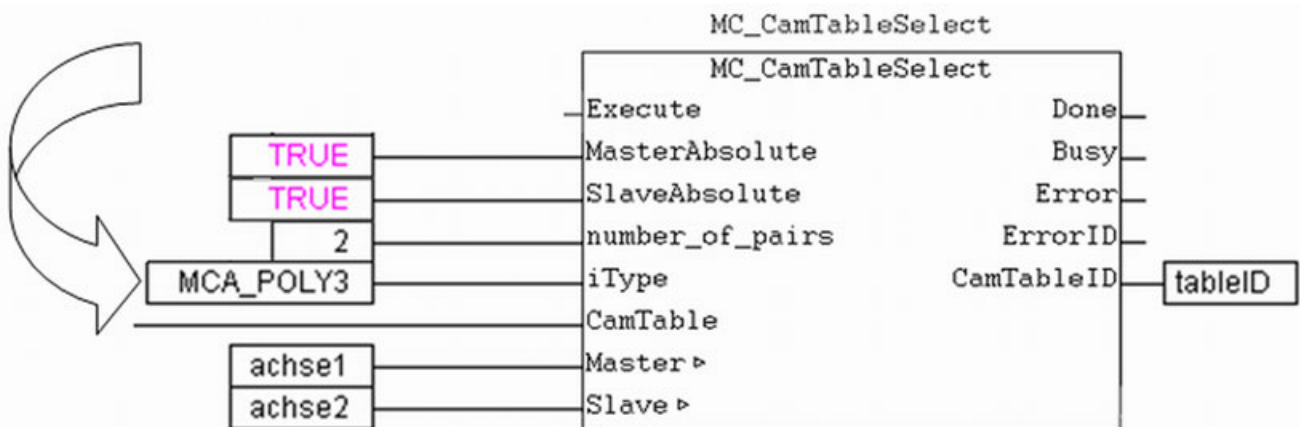 MC_CamTableSelect
MC_CamTableSelect
Execute Done
TRUE MasterAbsolute Busy
TRUE SlaveAbsolute Error
2 number_of_pairs ErrorID
MCA_POLY3 iType CamTableID tableID
CamTable
achse1 Master
achse2 Slave